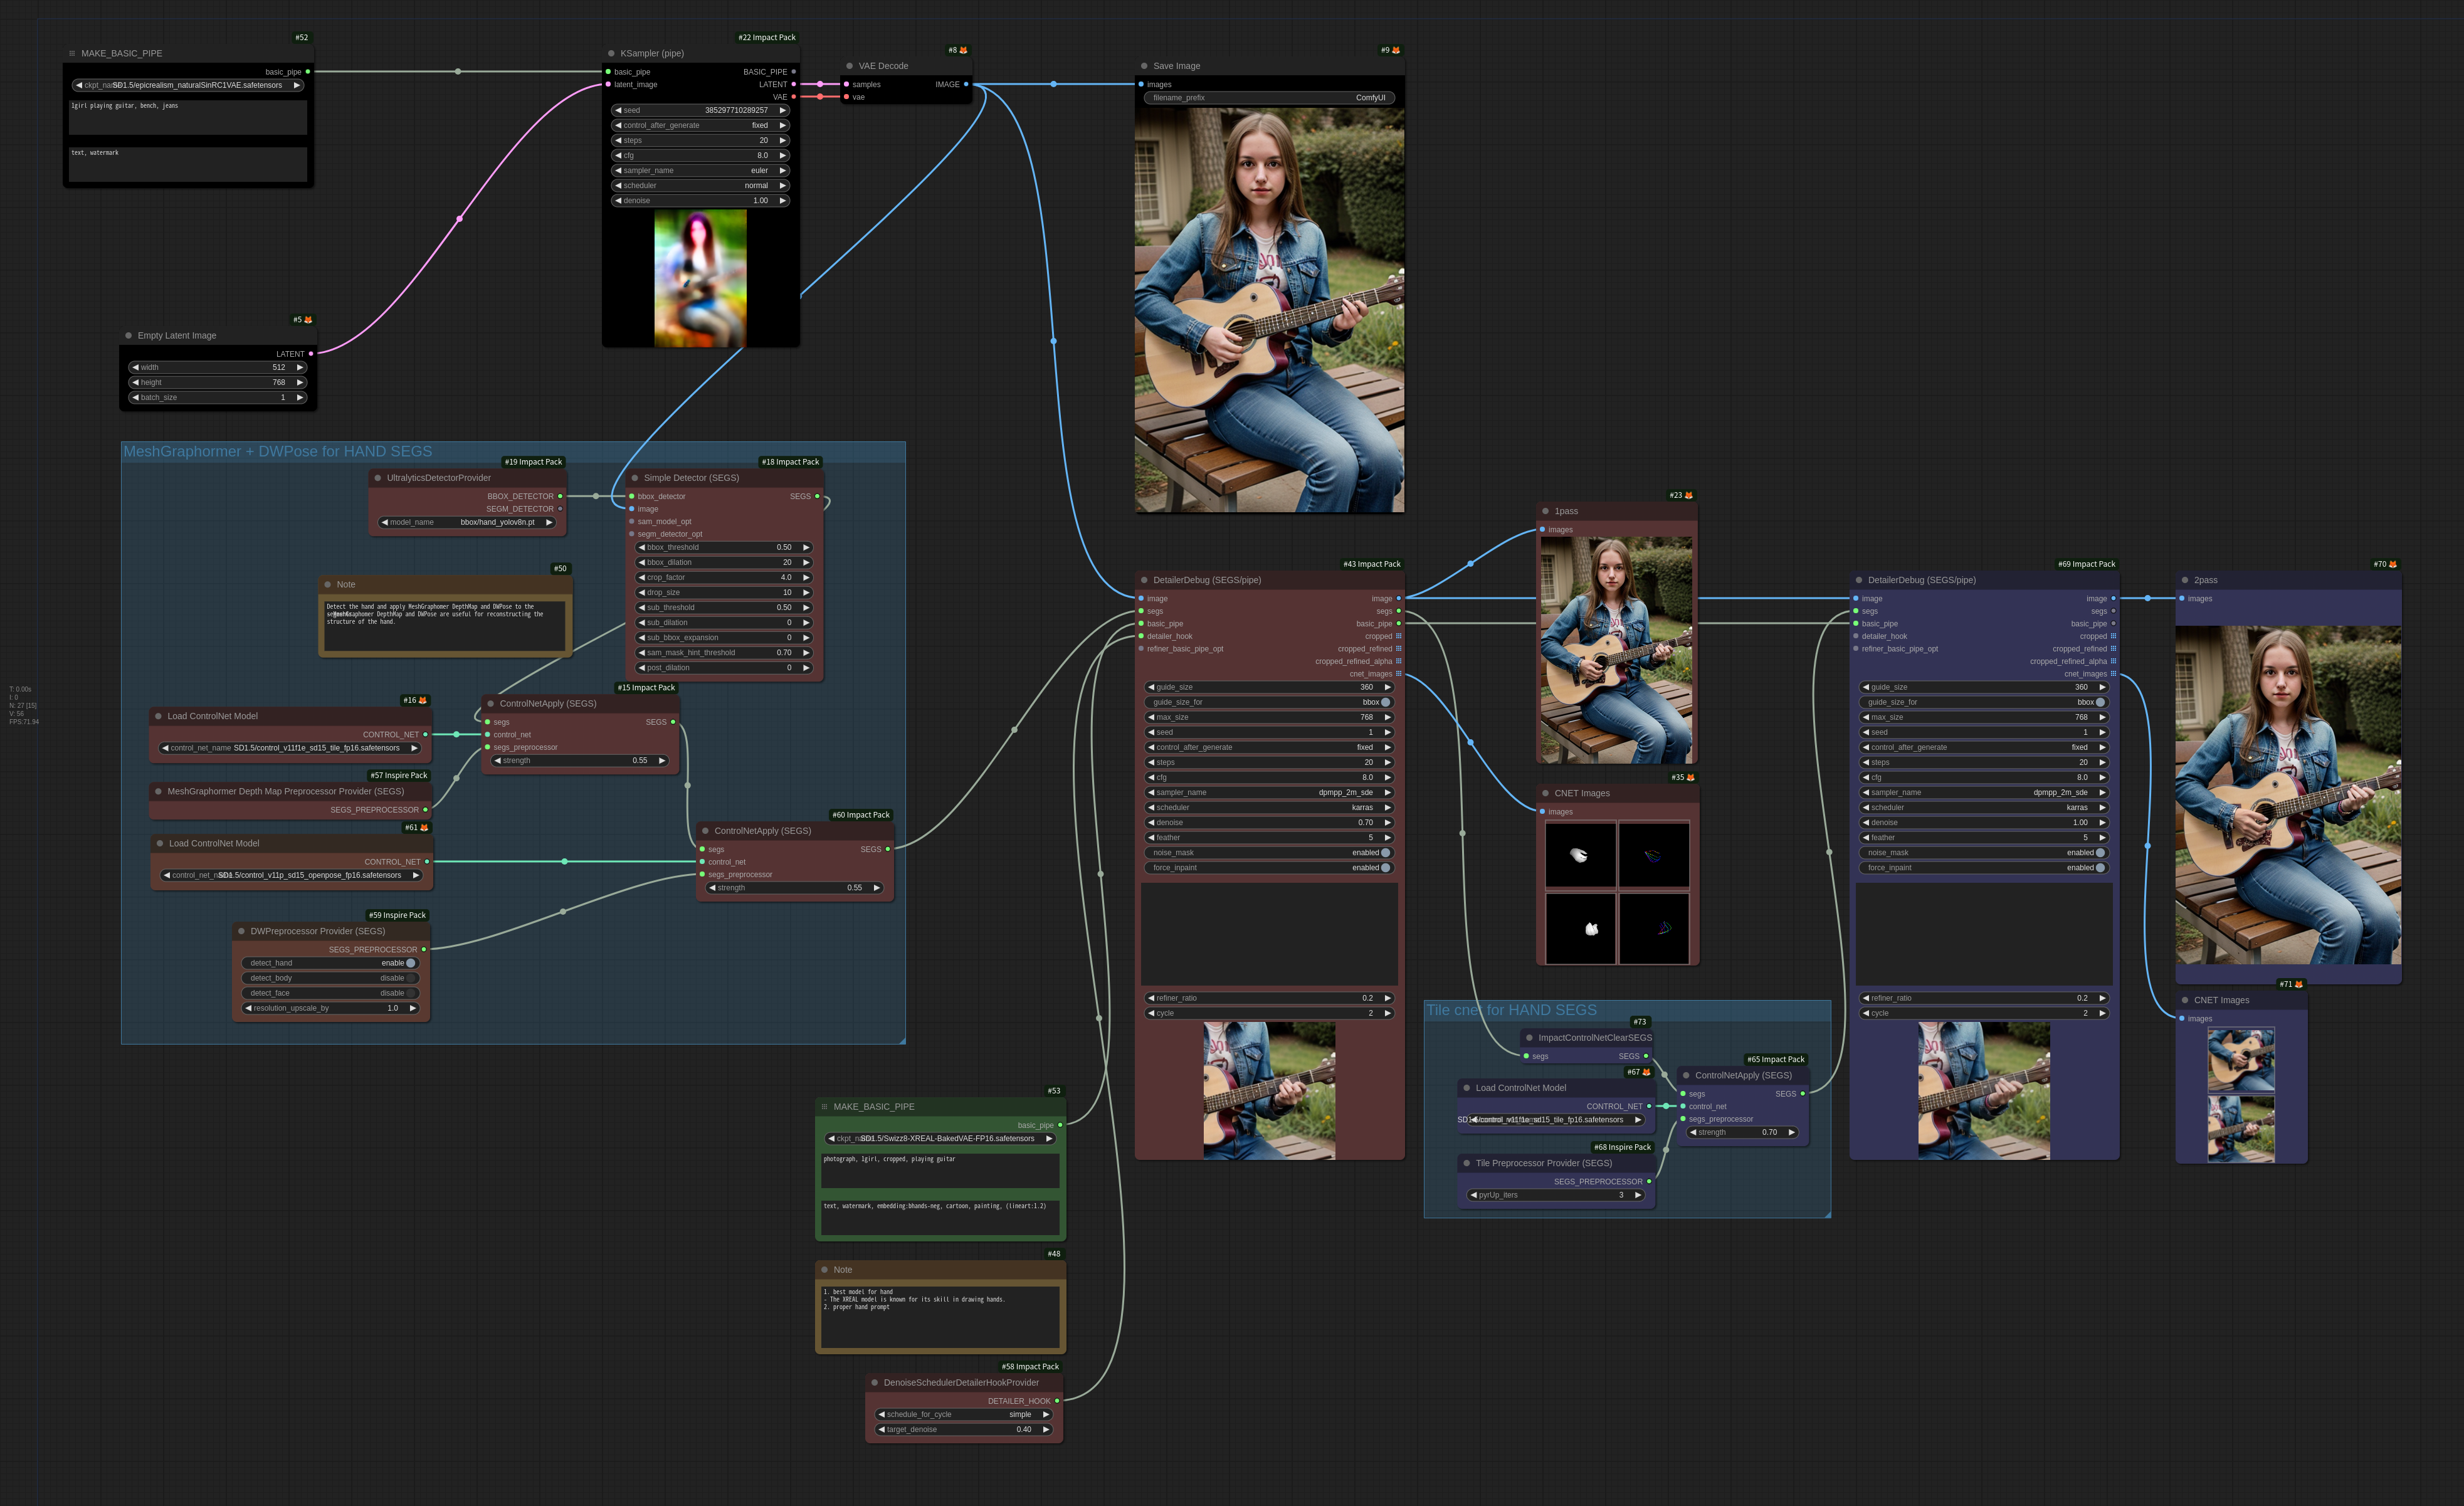 #52
MAKE_BASIC_PIPE
basic_pipe
SD1.5/epicrealism_naturalSinRC1VAE.safetensors
1girl playing guitar, bench, jeans
text, watermark
#5
Empty Latent Image
LATENT
width 512
height 768
batch_size 1
#22 Impact Pack
KSampler (pipe)
basic_pipe BASIC_PIPE
latent_image LATENT
VAE
seed 385297710289257
control_after_generate fixed
steps 20
cfg 8.0
sampler_name euler
scheduler normal
denoise 1.00
#8
VAE Decode
samples IMAGE
vae
#9
Save Image
images
filename_prefix ComfyUI
MeshGraphormer + DWPose for HAND SEGS
#19 Impact Pack
UltralyticsDetectorProvider
BBOX_DETECTOR
SEGM_DETECTOR
model_name bbox/hand_yolov8n.pt
#18 Impact Pack
Simple Detector (SEGS)
bbox_detector SEGS
image
sam_model_opt
segm_detector_opt
bbox_threshold 0.50
bbox_dilation 20
crop_factor 4.0
drop_size 10
sub_threshold 0.50
sub_dilation 0
sub_bbox_expansion 0
sam_mask_hint_threshold 0.70
post_dilation 0
#50
Note
Detect the hand and apply MeshGraphomer DepthMap and DWPose to the
DepthMap and DWPose are useful for reconstructing the
structure of the hand.
T: 0.00s
I: 0
N: 27 [15]
V: 56
FPS:71.94
#16
Load ControlNet Model
CONTROL_NET
control_net_name SD1.5/control_v11f1e_sd15_tile_fp16.safetensors
#15 Impact Pack
ControlNetApply (SEGS)
segs SEGS
control_net
segs_preprocessor
strength 0.55
#57 Inspire Pack
MeshGraphormer Depth Map Preprocessor Provider (SEGS)
SEGS_PREPROCESSOR
#61
Load ControlNet Model
CONTROL_NET
SD1.5/control_v11p_sd15_openpose_fp16.safetensors
#60 Impact Pack
ControlNetApply (SEGS)
segs SEGS
control_net
segs_preprocessor
strength 0.55
#59 Inspire Pack
DWPreprocessor Provider (SEGS)
SEGS_PREPROCESSOR
detect_hand enable
detect_body disable
detect_face disable
resolution_upscale_by 1.0
#53
MAKE_BASIC_PIPE
basic_pipe
SD1.5/Swizz8-XREAL-BakedVAE-FP16.safetensors
photograph, 1girl, cropped, playing guitar
text, watermark, embedding:bhands-neg, cartoon, painting, (lineart:1.2)
#48
Note
1. best model for hand
- The XREAL model is known for its skill in drawing hands.
2. proper hand prompt
#58 Impact Pack
DenoiseSchedulerDetailerHookProvider
DETAILER_HOOK
schedule_for_cycle simple
target_denoise 0.40
#43 Impact Pack
DetailerDebug (SEGS/pipe)
image image
segs segs
basic_pipe basic_pipe
detailer_hook cropped
refiner_basic_pipe_opt cropped_refined
cropped_refined_alpha
cnet_images
guide_size 360
guide_size_for bbox
max_size 768
seed 1
control_after_generate fixed
steps 20
cfg 8.0
sampler_name dpmpp_2m_sde
scheduler karras
denoise 0.70
feather 5
noise_mask enabled
force_inpaint enabled
refiner_ratio 0.2
cycle 2
#23
1pass
images
#35
CNET Images
images
Tile cnet for HAND SEGS
#73
ImpactControlNetClearSEGS
segs SEGS
#67
Load ControlNet Model
CONTROL_NET
#65 Impact Pack
ControlNetApply (SEGS)
segs SEGS
control_net
segs_preprocessor
strength 0.70
#68 Inspire Pack
Tile Preprocessor Provider (SEGS)
SEGS_PREPROCESSOR
pyrUp_iters 3
#69 Impact Pack
DetailerDebug (SEGS/pipe)
image image
segs segs
basic_pipe basic_pipe
detailer_hook cropped
refiner_basic_pipe_opt cropped_refined
cropped_refined_alpha
cnet_images
guide_size 360
guide_size_for bbox
max_size 768
seed 1
control_after_generate fixed
steps 20
cfg 8.0
sampler_name dpmpp_2m_sde
scheduler karras
denoise 1.00
feather 5
noise_mask enabled
force_inpaint enabled
refiner_ratio 0.2
cycle 2
#70
2pass
images
#71
CNET Images
images